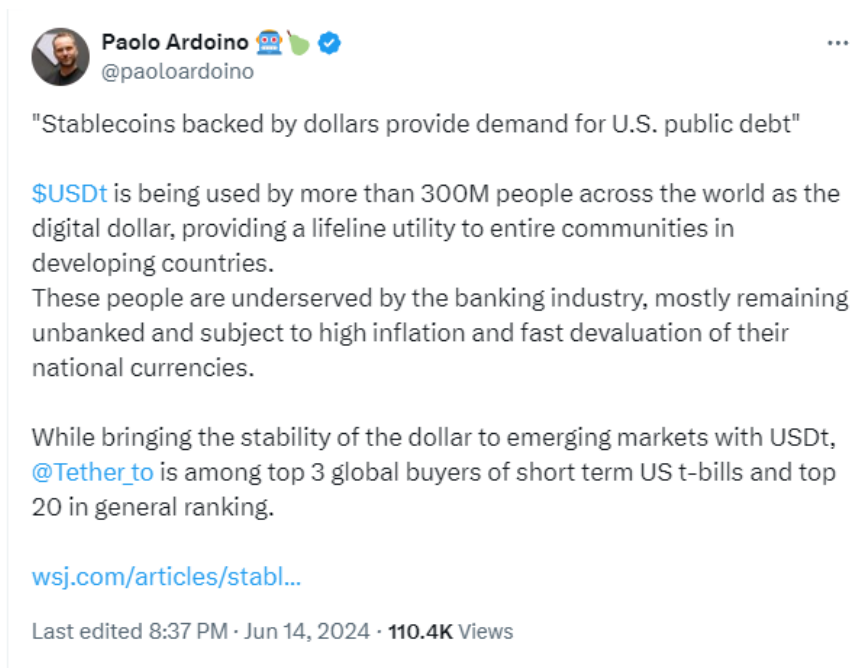 Paolo Ardoino 🤖🍐
@paoloardoino
"Stablecoins backed by dollars provide demand for U.S. public debt"
$USDt is being used by more than 300M people across the world as the
digital dollar, providing a lifeline utility to entire communities in
developing countries.
These people are underserved by the banking industry, mostly remaining
unbanked and subject to high inflation and fast devaluation of their
national currencies.
While bringing the stability of the dollar to emerging markets with USDt,
@Tether_to is among top 3 global buyers of short term US t-bills and top
20 in general ranking.
wsj.com/articles/stabl...
Last edited 8:37 PM · Jun 14, 2024 · 110.4K Views